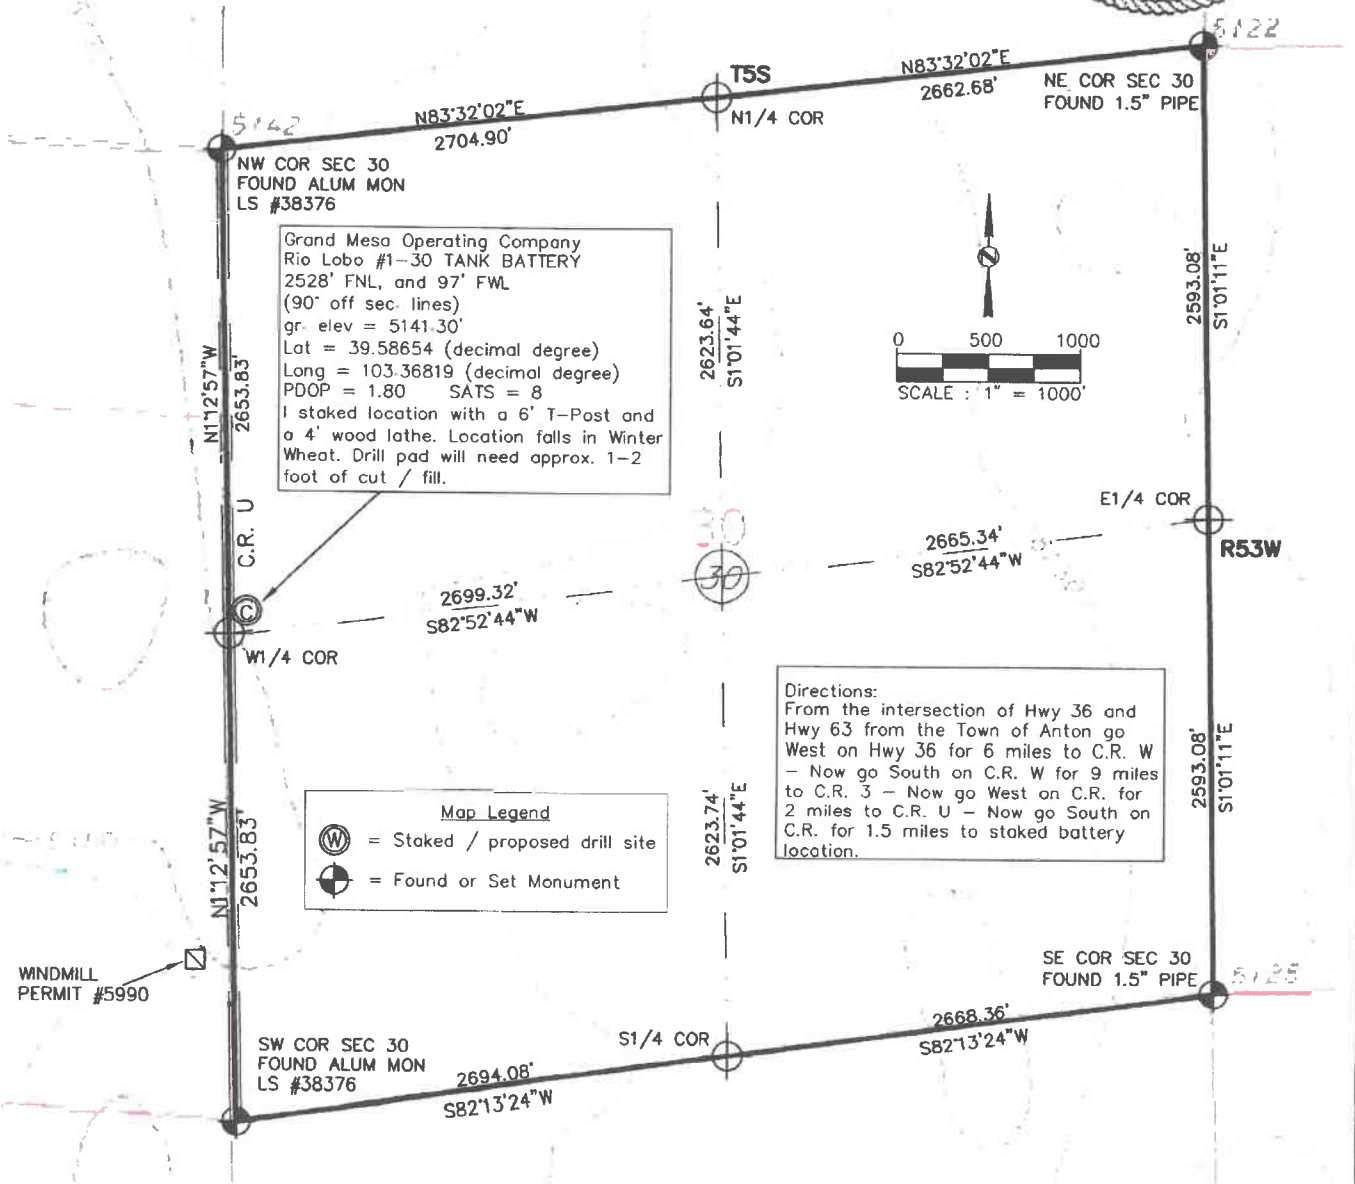 5122
T5S
N83°32'02"E
2662.68'
NE COR SEC 30
FOUND 1.5" PIPE
N1/4 COR
N83°32'02"E
2704.90'
5142
NW COR SEC 30
FOUND ALUM MON
LS #38376
Grand Mesa Operating Company
Rio Lobo #1-30 TANK BATTERY
2528' FNL, and 97' FWL
(90° off sec. lines)
gr. elev = 5141.30'
Lat = 39.58654 (decimal degree)
Long = 103.36819 (decimal degree)
PDOP = 1.80 SATS = 8
I staked location with a 6' T-Post and
a 4' wood lathe. Location falls in Winter
Wheat. Drill pad will need approx. 1-2
foot of cut / fill.
N1°12'57"W
2653.83'
C.R. U
2623.64'
S1°01'44"E
2593.08'
S1°01'11"E
N
0 500 1000
SCALE : 1" = 1000'
E1/4 COR
R53W
30
30
2665.34'
S82°52'44"W
2699.32'
S82°52'44"W
C
W1/4 COR
Directions:
From the intersection of Hwy 36 and
Hwy 63 from the Town of Anton go
West on Hwy 36 for 6 miles to C.R. W
- Now go South on C.R. W for 9 miles
to C.R. 3 - Now go West on C.R. for
2 miles to C.R. U - Now go South on
C.R. for 1.5 miles to staked battery
location.
N1°12'57"W
2653.83'
2623.74'
S1°01'44"E
2593.08'
S1°01'11"E
Map Legend
W = Staked / proposed drill site
= Found or Set Monument
WINDMILL
PERMIT #5990
SE COR SEC 30
FOUND 1.5" PIPE
S1/4 COR
2668.36'
S82°13'24"W
SW COR SEC 30
FOUND ALUM MON
LS #38376
2694.08'
S82°13'24"W